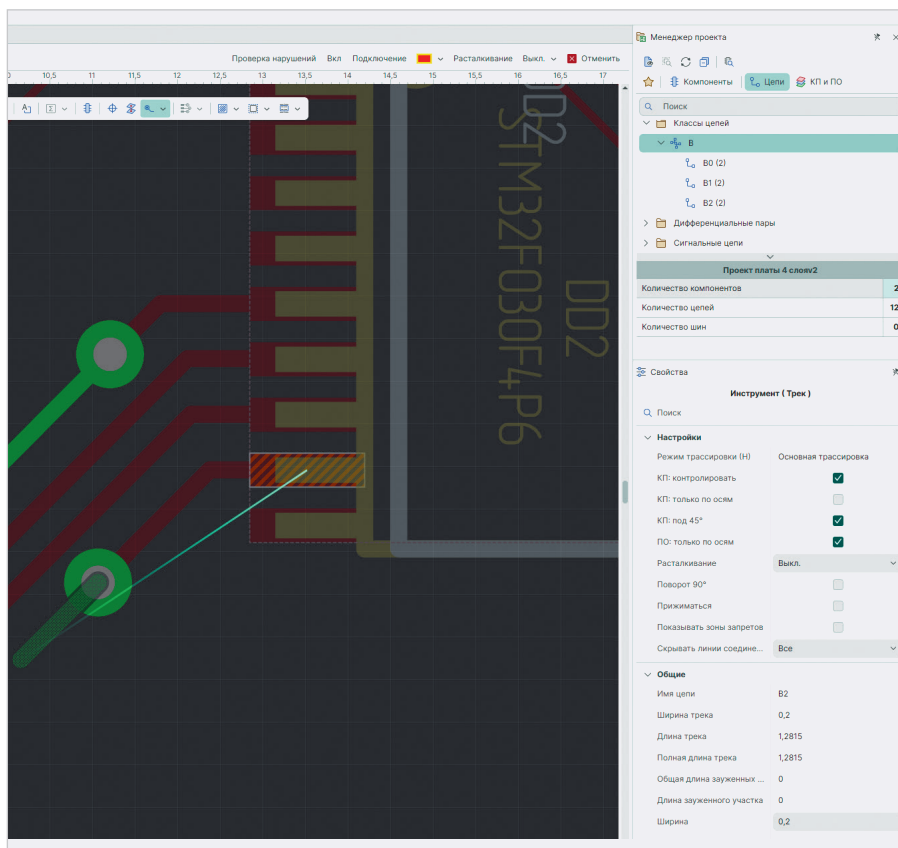 Менеджер проекта
Проверка нарушений Вкл Подключение Расталкивание Выкл. Отменить
10,5 11 11,5 12 12,5 13 13,5 14 14,5 15 15,5 16 16,5 17
Компоненты Цепи КП и ПО
Поиск
Классы цепей
B
B0 (2)
B1 (2)
B2 (2)
Дифференциальные пары
Сигнальные цепи
Проект платы 4 слояv2
Количество компонентов 2
Количество цепей 12
Количество шин 0
DD2
STM32F030F4P6
DD2
Свойства
Инструмент ( Трек )
Поиск
Настройки
Режим трассировки (H) Основная трассировка
КП: контролировать
КП: только по осям
КП: под 45°
ПО: только по осям
Расталкивание Выкл.
Поворот 90°
Прижиматься
Показывать зоны запретов
Скрывать линии соедине... Все
Общие
Имя цепи B2
Ширина трека 0,2
Длина трека 1,2815
Полная длина трека 1,2815
Общая длина зауженных ... 0
Длина зауженного участка 0
Ширина 0,2